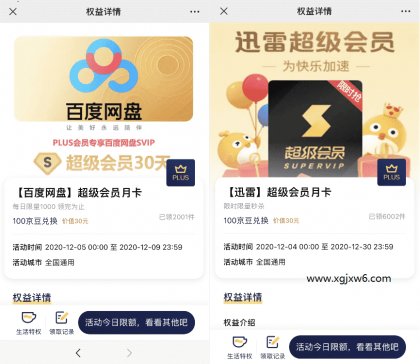 权益详情
百度网盘
让美好永远陪伴
PLUS会员专享百度网盘SVIP
S 超级会员30天
PLUS
【百度网盘】超级会员月卡
每日限量1000 领完为止
100京豆兑换 价值30元 已领2001件
活动时间 2020-12-05 00:00 至 2020-12-09 23:59
活动城市 全国通用
权益详情
生活特权
领取记录
活动今日限额，看看其他吧
权益详情
迅雷超级会员
为快乐加速
限时抢
超级会员
SUPERVIP
PLUS
【迅雷】超级会员月卡
限时限量秒杀
100京豆兑换 价值30元 已领6002件
活动时间 2020-12-04 00:00 至 2020-12-30 23:59
活动城市 全国通用
www.xgjxw6.com
权益详情
权益介绍
生活特权
领取记录
活动今日限额，看看其他吧